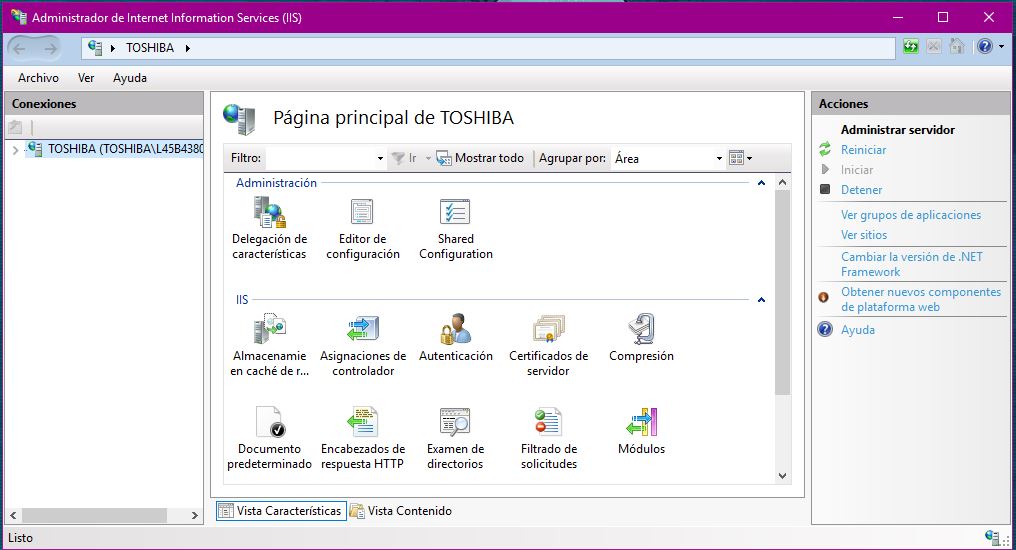 Administrador de Internet Information Services (IIS)
TOSHIBA
Archivo Ver Ayuda
Conexiones
TOSHIBA (TOSHIBA\L45B4380
Página principal de TOSHIBA
Filtro: Ir Mostrar todo Agrupar por: Área
Administración
Delegación de
características
Editor de
configuración
Shared
Configuration
IIS
Almacenamie
en caché de r...
Asignaciones de
controlador
Autenticación
Certificados de
servidor
Compresión
Documento
predeterminado
Encabezados de
respuesta HTTP
Examen de
directorios
Filtrado de
solicitudes
Módulos
Vista Características Vista Contenido
Acciones
Administrar servidor
Reiniciar
Iniciar
Detener
Ver grupos de aplicaciones
Ver sitios
Cambiar la versión de .NET
Framework
Obtener nuevos componentes
de plataforma web
Ayuda
Listo